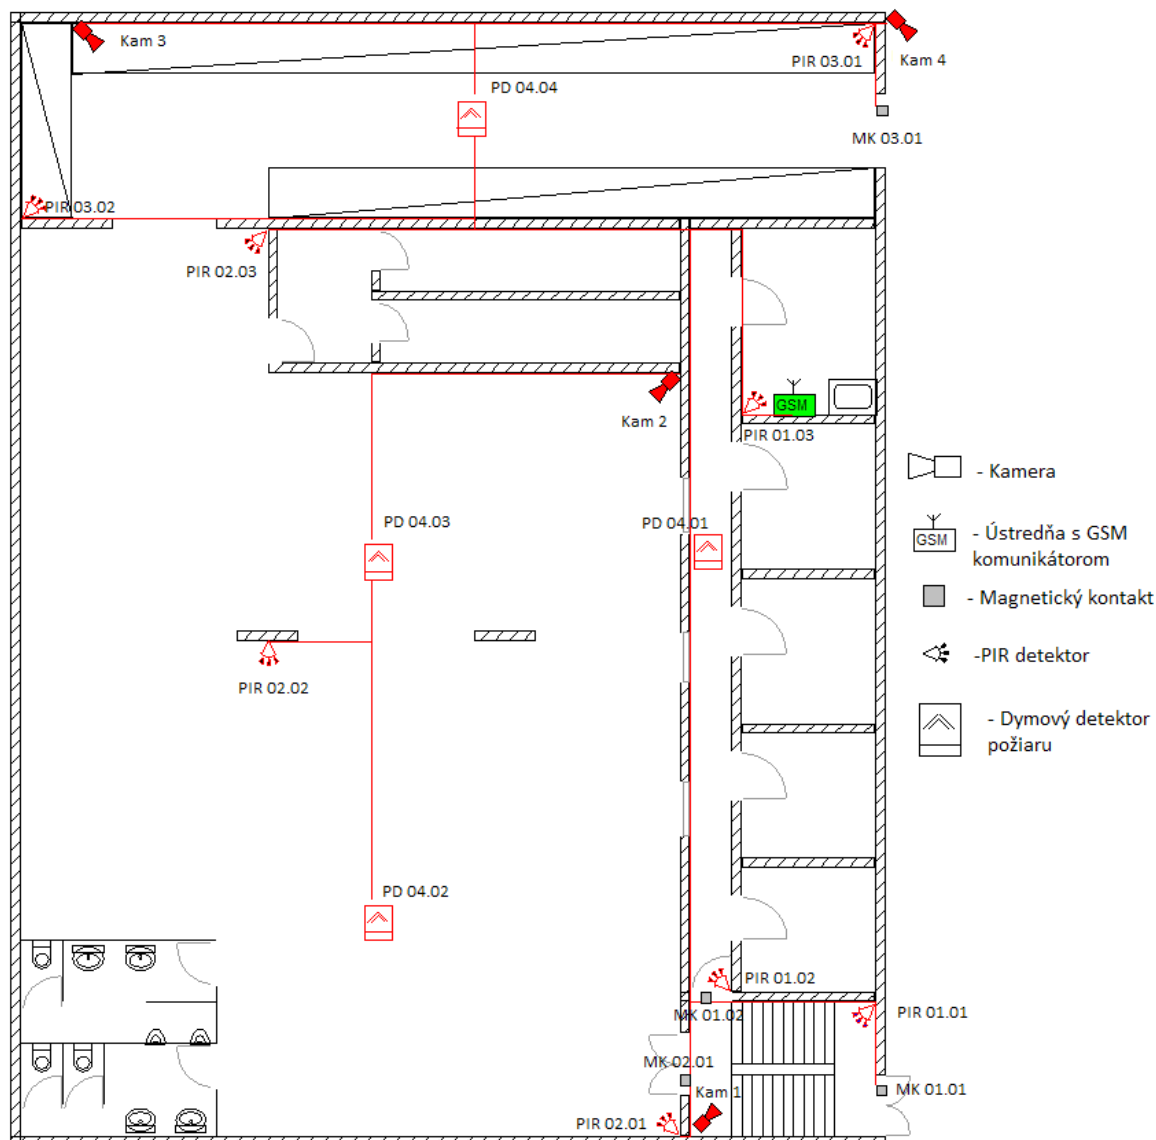 Kam 3
PIR 03.01
Kam 4
PD 04.04
MK 03.01
PIR 03.02
PIR 02.03
GSM
Kam 2
PIR 01.03
- Kamera
PD 04.03
PD 04.01
GSM
- Ústredňa s GSM
komunikátorom
- Magnetický kontakt
-PIR detektor
PIR 02.02
- Dymový detektor
požiaru
PD 04.02
PIR 01.02
MK 01.02
PIR 01.01
MK 02.01
Kam 1
MK 01.01
PIR 02.01